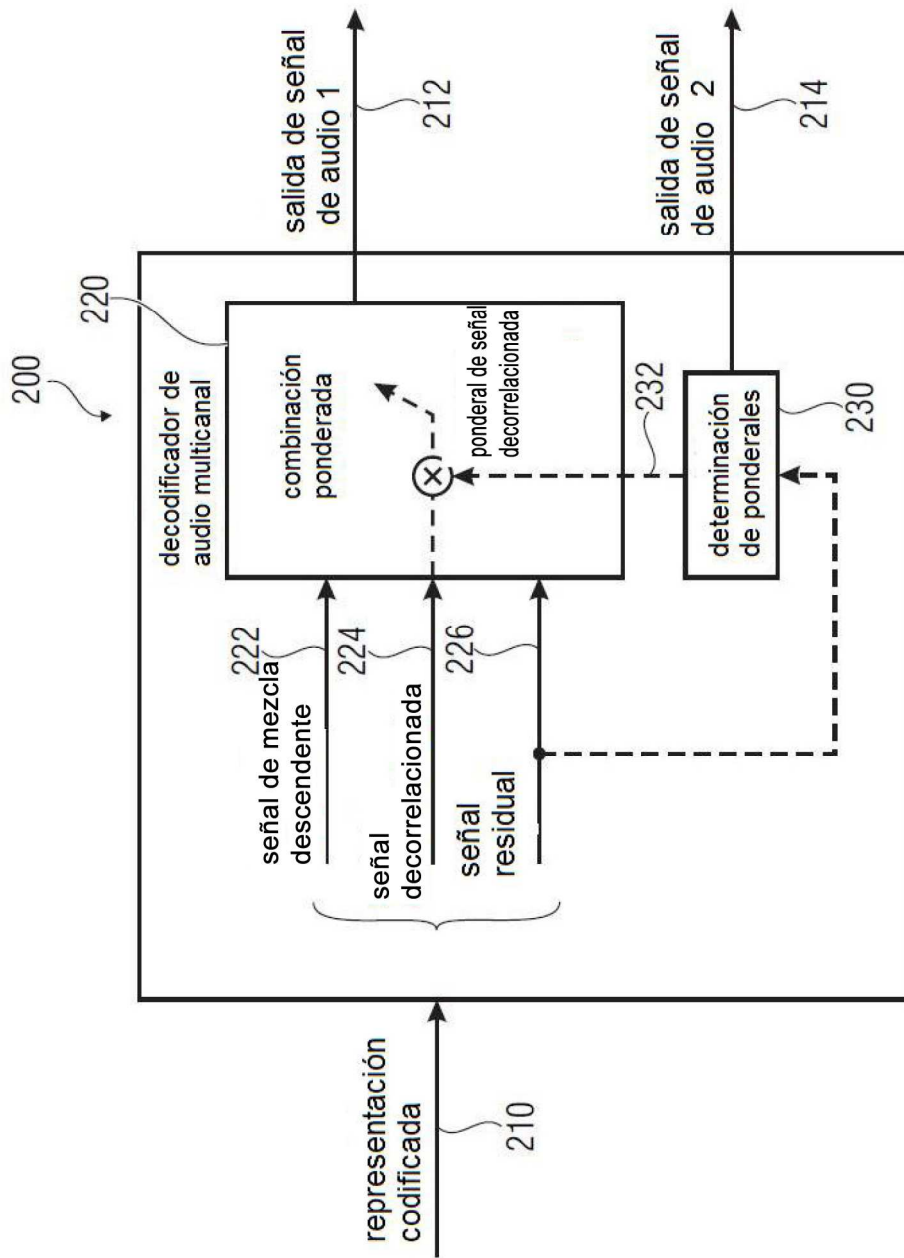 200
decodificador de
audio multicanal
220
combinación
ponderada
ponderal de señal
decorrelacionada
representación
codificada
210
señal de mezcla
descendente
222
señal
decorrelacionada
224
señal
residual
226
232
determinación
de ponderales
230
salida de señal
de audio 1
212
salida de señal
de audio 2
214